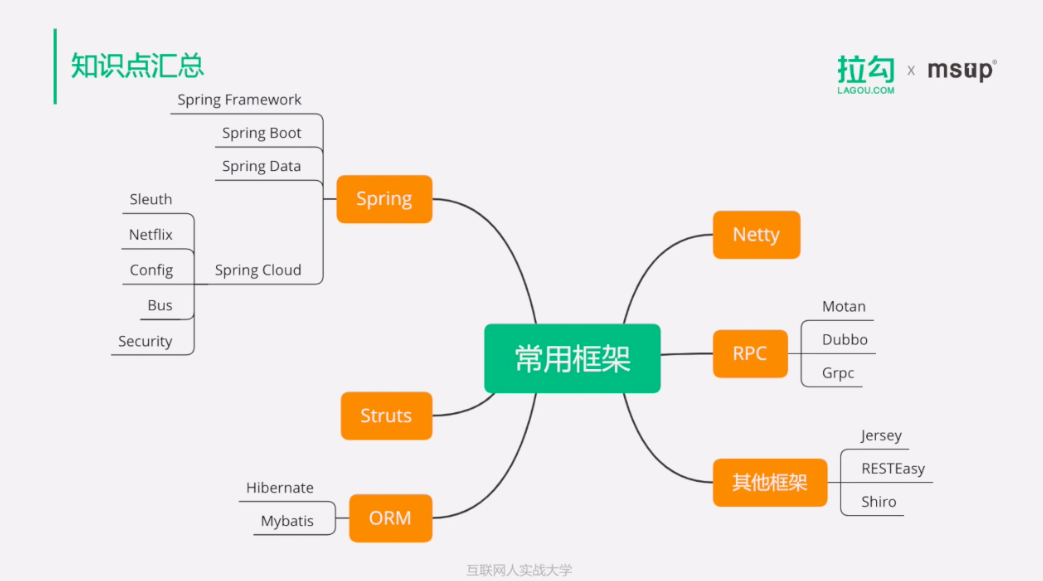 知识点汇总
拉勾 x msup®
LAGOU.COM
Spring Framework
Spring Boot
Spring Data
Spring Cloud
Sleuth
Netflix
Config
Bus
Security
Spring
Struts
Hibernate
Mybatis
ORM
常用框架
Netty
RPC
Motan
Dubbo
Grpc
其他框架
Jersey
RESTEasy
Shiro
互联网人实战大学